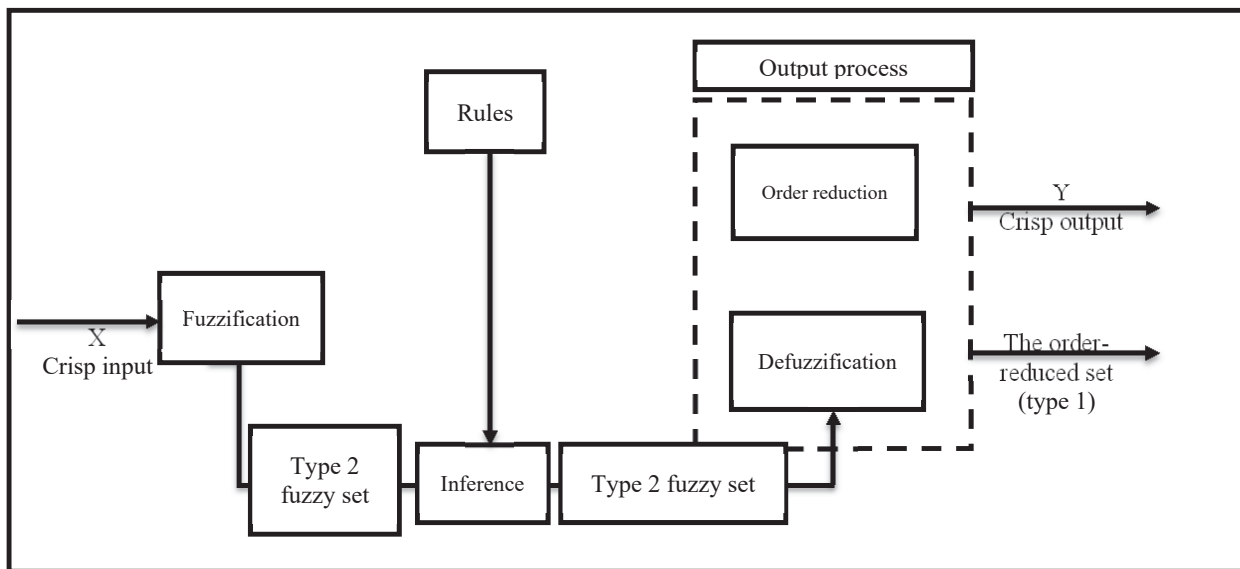 Output process
Rules
Order reduction
Y
Crisp output
Fuzzification
X
Crisp input
The order-
reduced set
(type 1)
Defuzzification
Type 2
fuzzy set
Inference
Type 2 fuzzy set